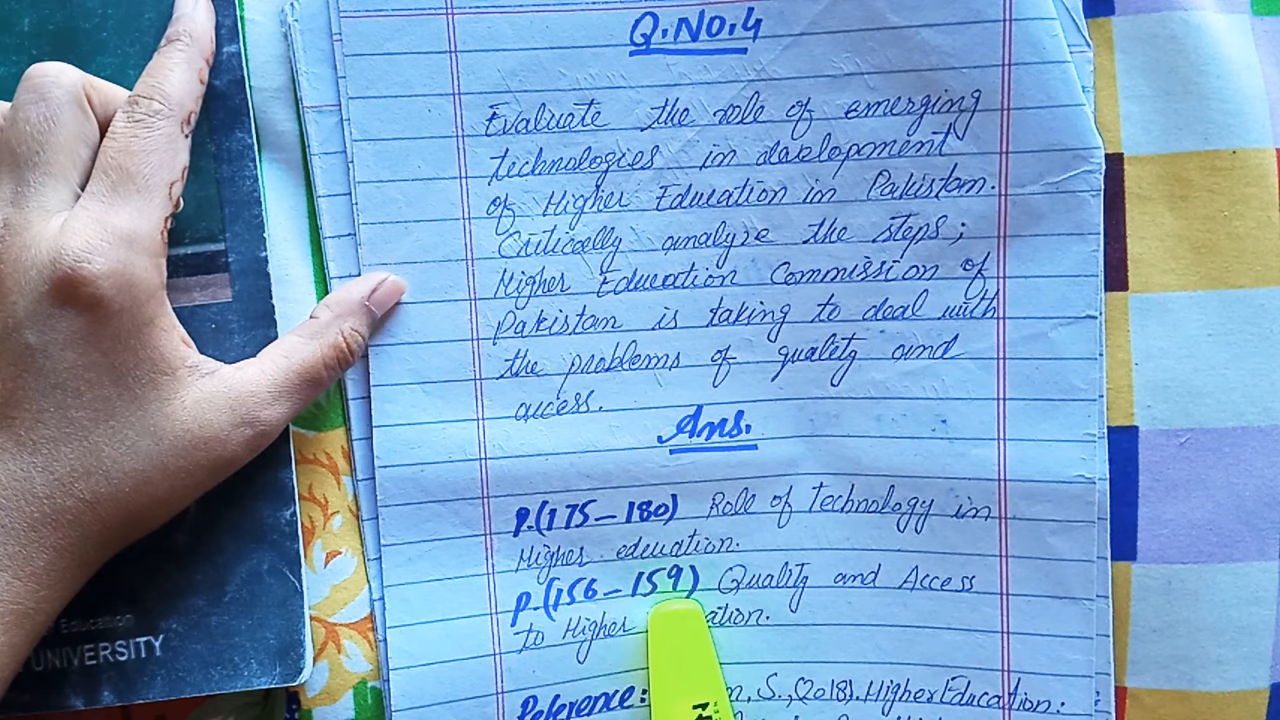 Q.NO.4
Evaluate the role of emerging
technologies in development
of Higher Education in Pakistan.
Critically analyze the steps;
Higher Education Commission of
Pakistan is taking to deal with
the problems of quality and
access.
Ans.
P.(175-180) Role of Technology in
Higher education.
P.(156-159) Quality and Access
to Higher ation.
Reference: S.,(2018). Higher Education:
Education
UNIVERSITY